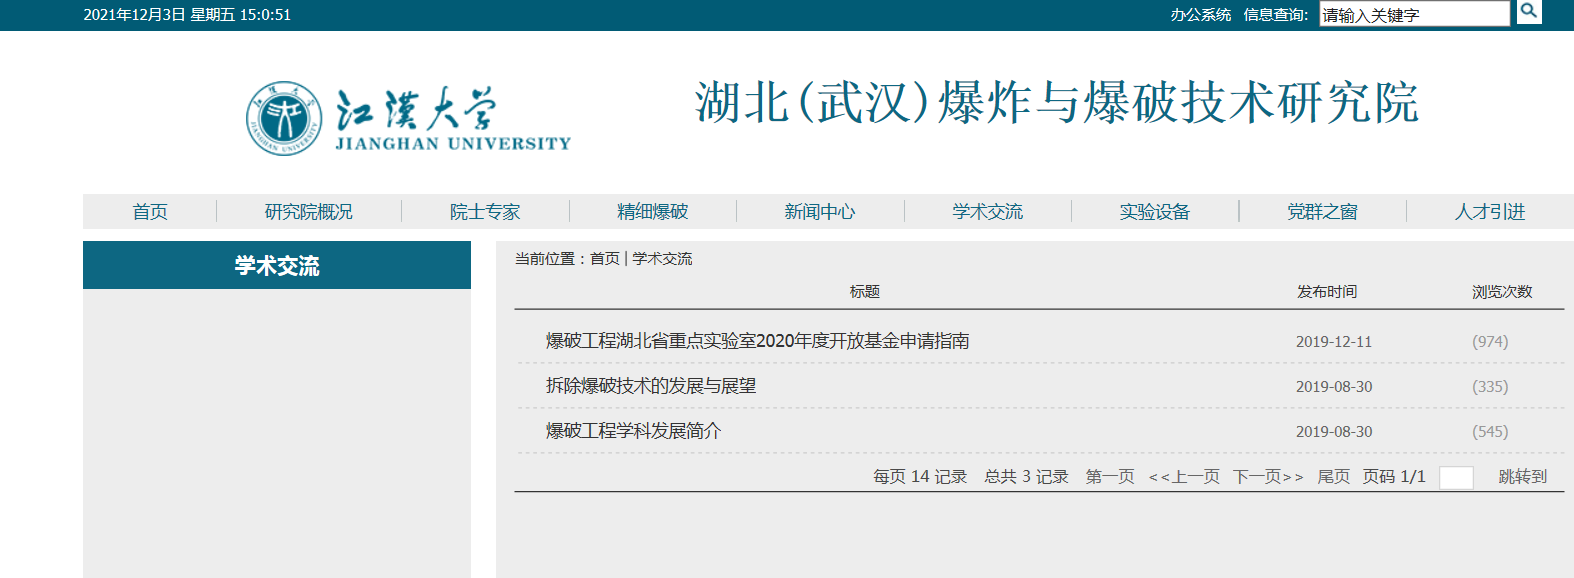 2021年12月3日 星期五 15:0:51 办公系统 信息查询: 请输入关键字
江漢大学
JIANGHAN UNIVERSITY
湖北(武汉)爆炸与爆破技术研究院
首页 研究院概况 院士专家 精细爆破 新闻中心 学术交流 实验设备 党群之窗 人才引进
学术交流
当前位置：首页 | 学术交流
标题 发布时间 浏览次数
爆破工程湖北省重点实验室2020年度开放基金申请指南 2019-12-11 (974)
拆除爆破技术的发展与展望 2019-08-30 (335)
爆破工程学科发展简介 2019-08-30 (545)
每页 14 记录 总共 3 记录 第一页 <<上一页 下一页>> 尾页 页码 1/1 跳转到